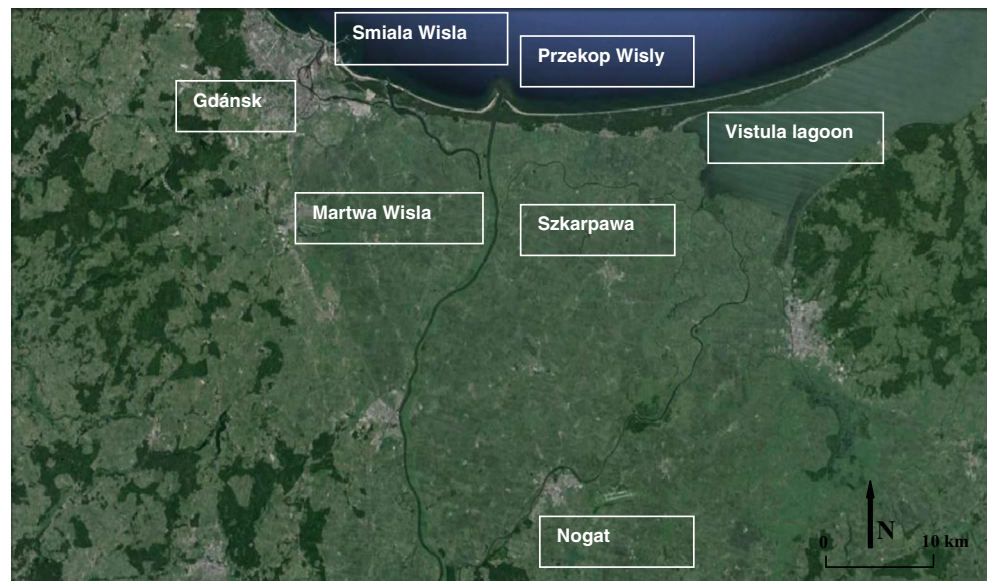 Smiala Wisla
Przekop Wisly
Gdánsk
Vistula lagoon
Martwa Wisla
Szkarpawa
Nogat
N
0 10 km